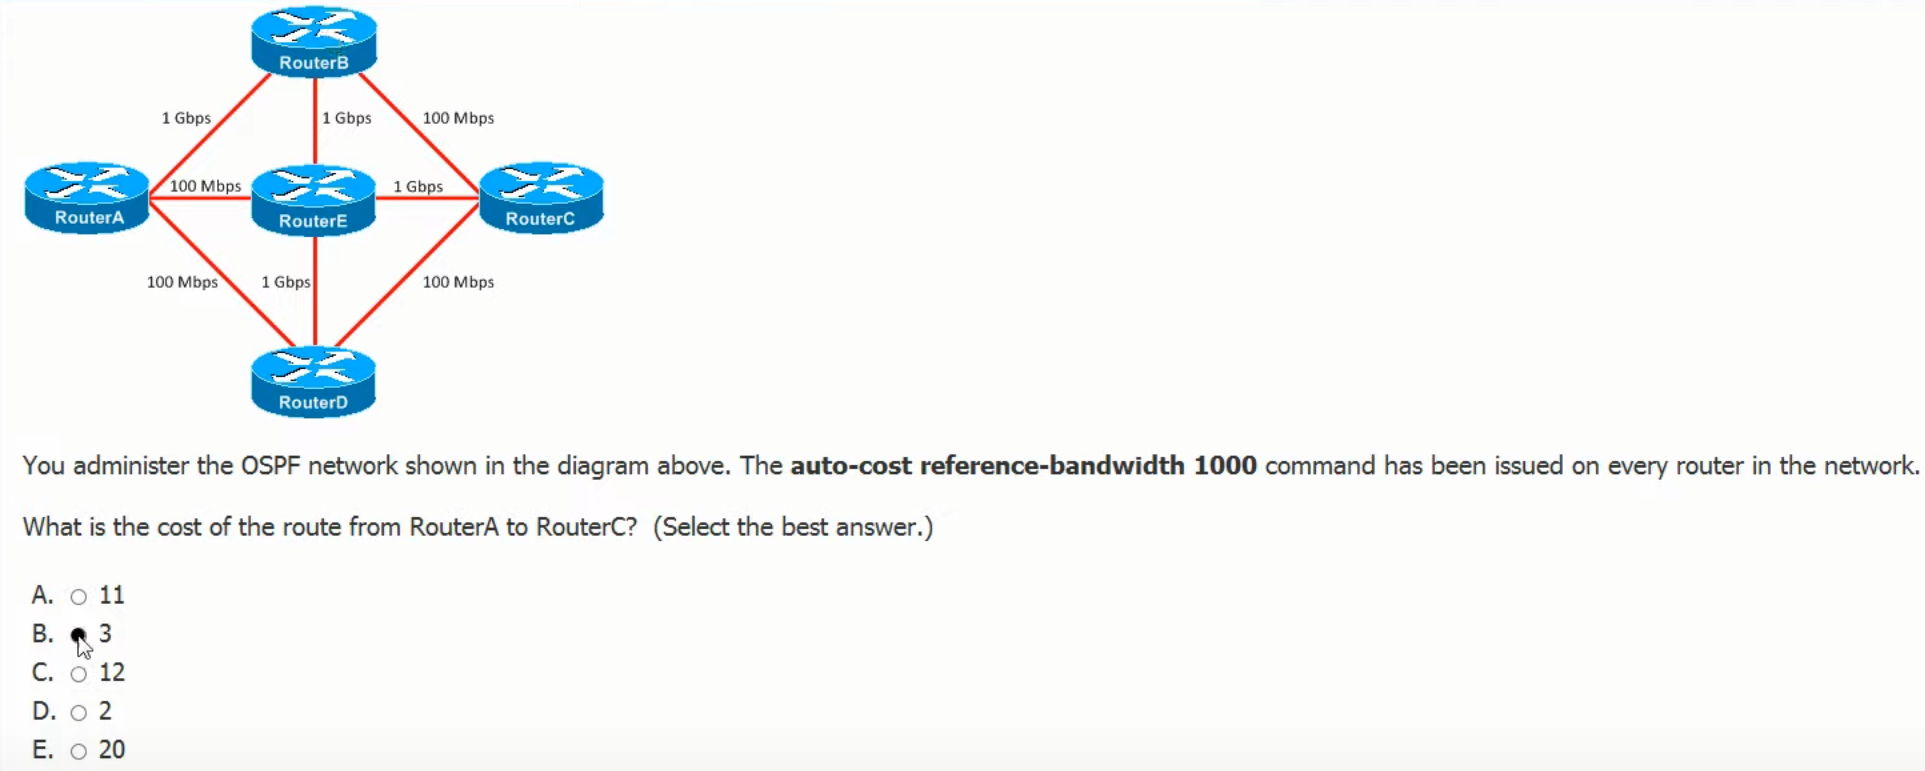 RouterB
1 Gbps 1 Gbps 100 Mbps
100 Mbps 1 Gbps
RouterA RouterE RouterC
100 Mbps 1 Gbps 100 Mbps
RouterD
You administer the OSPF network shown in the diagram above. The auto-cost reference-bandwidth 1000 command has been issued on every router in the network.
What is the cost of the route from RouterA to RouterC? (Select the best answer.)
A. 11
B. 3
C. 12
D. 2
E. 20